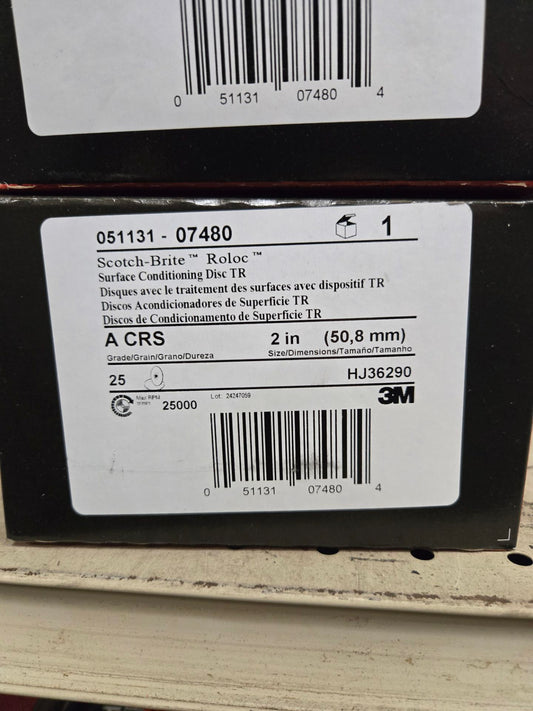 0 51131 07480 4
051131 - 07480 1
Scotch-Brite™ Roloc™
Surface Conditioning Disc TR
Disques avec le traitement des surfaces avec dispositif TR
Discos Acondicionadores de Superficie TR
Discos de Condicionamento de Superfície TR
A CRS 2 in (50,8 mm)
Grade/Grain/Grano/Dureza Size/Dimensions/Tamaño/Tamanho
25 HJ36290
Max RPM 25000 Lot: 24247059 3M
0 51131 07480 4